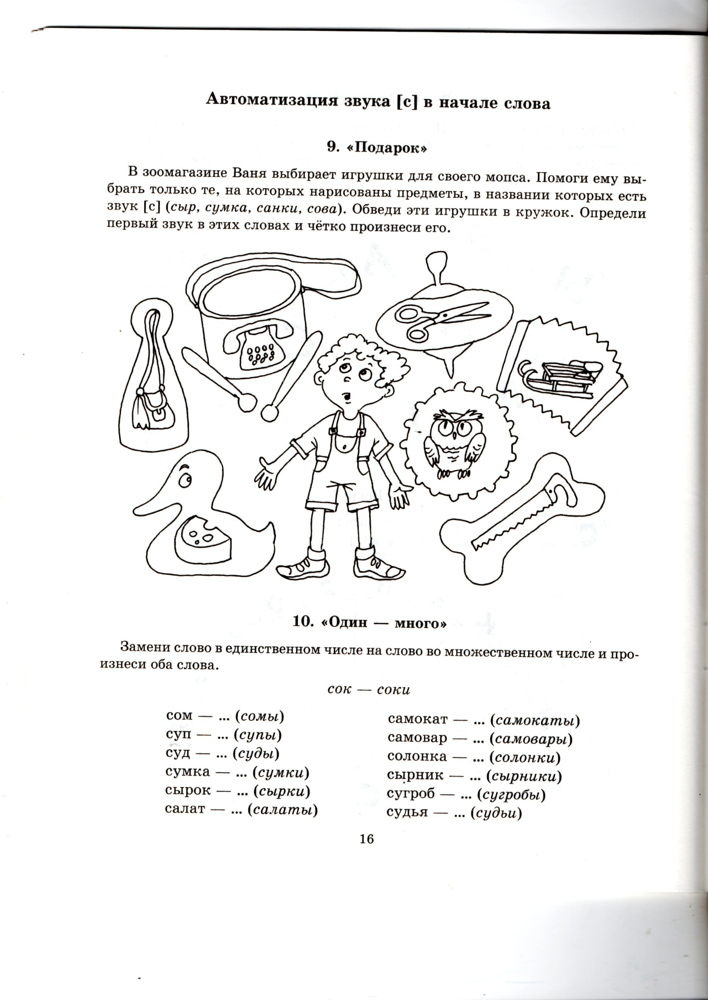 Автоматизация звука [с] в начале слова
9. «Подарок»
В зоомагазине Ваня выбирает игрушки для своего мопса. Помоги ему вы-
брать только те, на которых нарисованы предметы, в названии которых есть
звук [с] (сыр, сумка, санки, сова). Обведи эти игрушки в кружок. Определи
первый звук в этих словах и чётко произнеси его.
10. «Один — много»
Замени слово в единственном числе на слово во множественном числе и про-
изнеси оба слова.
сок — соки
сом — ... (сомы)
суп — ... (супы)
суд — ... (суды)
сумка — ... (сумки)
сырок — ... (сырки)
салат — ... (салаты)
самокат — ... (самокаты)
самовар — ... (самовары)
солонка — ... (солонки)
сырник — ... (сырники)
сугроб — ... (сугробы)
судья — ... (судьи)
16